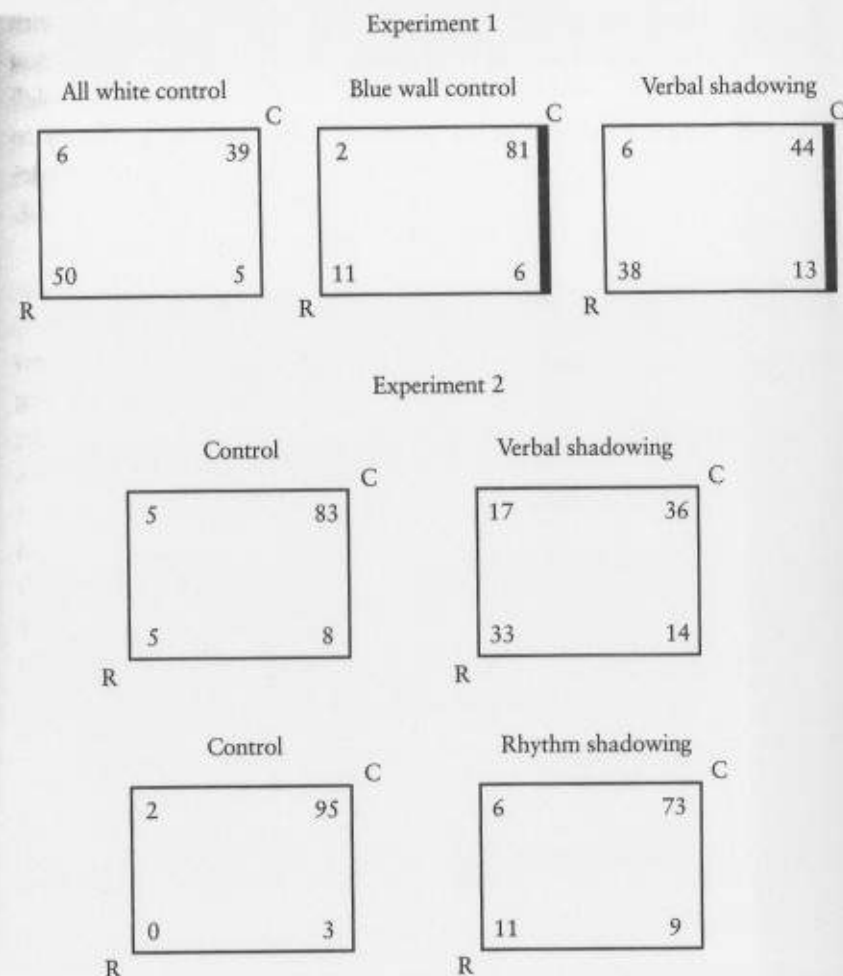 Experiment 1
All white control Blue wall control Verbal shadowing
C C C
6 39 2 81 6 44
50 5 11 6 38 13
R R R
Experiment 2
Control Verbal shadowing
C C
5 83 17 36
5 8 33 14
R R
Control Rhythm shadowing
C C
2 95 6 73
0 3 11 9
R R